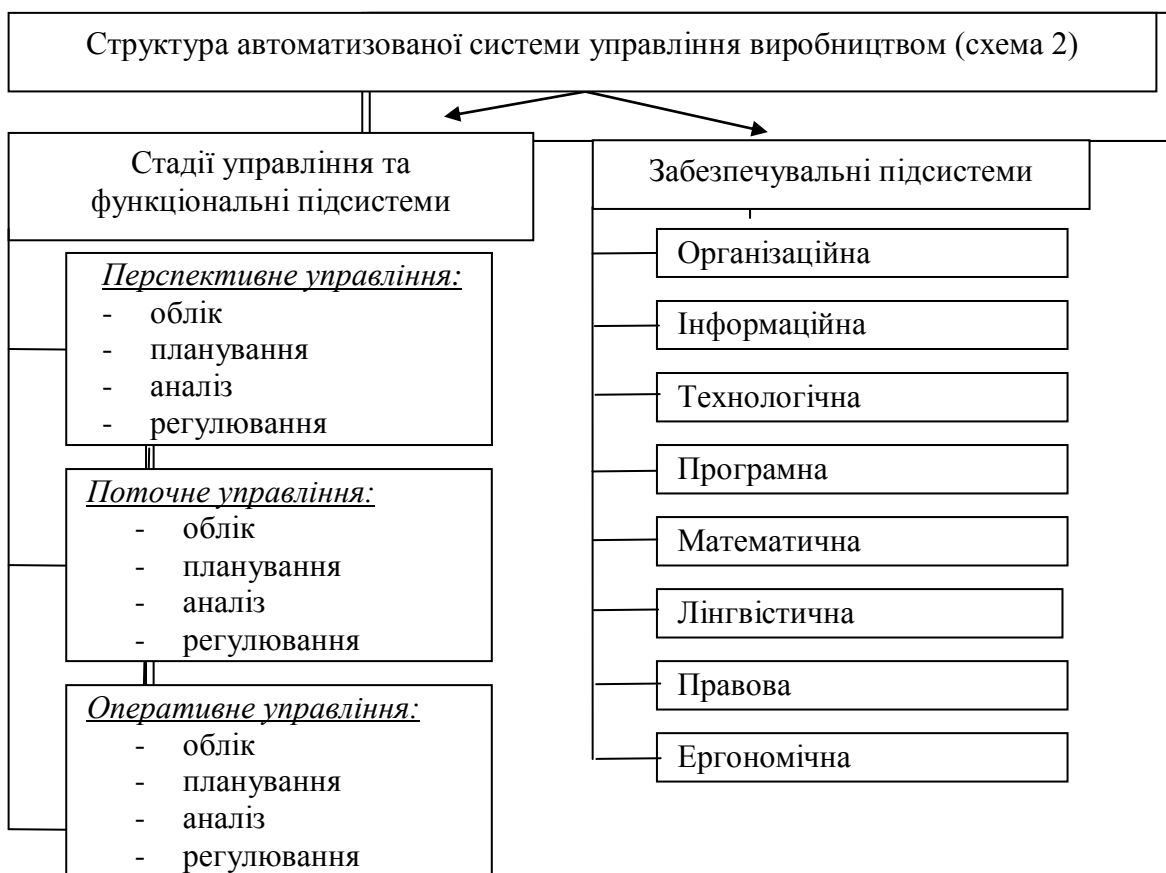 Структура автоматизованої системи управління виробництвом (схема 2)
Стадії управління та
функціональні підсистеми
Перспективне управління:
- облік
- планування
- аналіз
- регулювання
Поточне управління:
- облік
- планування
- аналіз
- регулювання
Оперативне управління:
- облік
- планування
- аналіз
- регулювання
Забезпечувальні підсистеми
Організаційна
Інформаційна
Технологічна
Програмна
Математична
Лінгвістична
Правова
Ергономічна